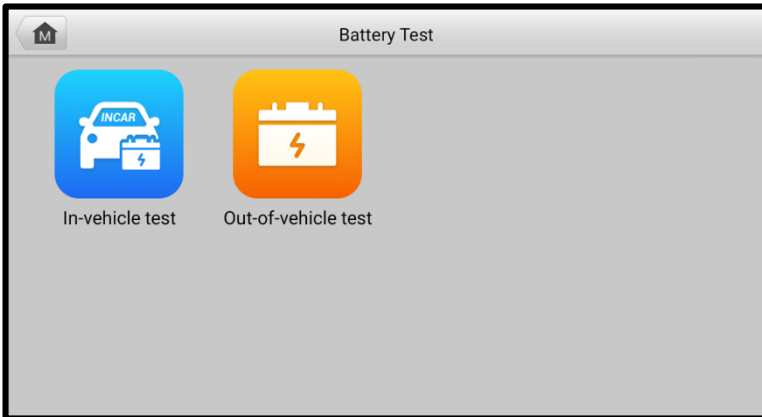 M
Battery Test
INCAR
In-vehicle test
Out-of-vehicle test